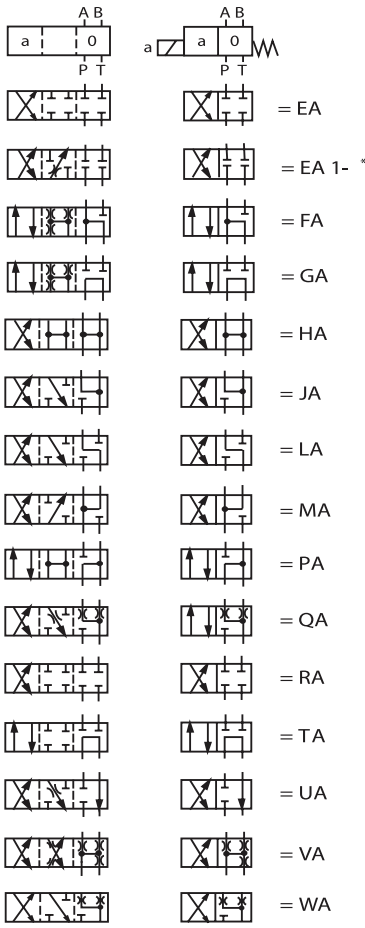 A B A B
a 0 a a 0
P T P T
= EA
= EA 1- *
= FA
= GA
= HA
= JA
= LA
= MA
= PA
= QA
= RA
= TA
= UA
= VA
= WA